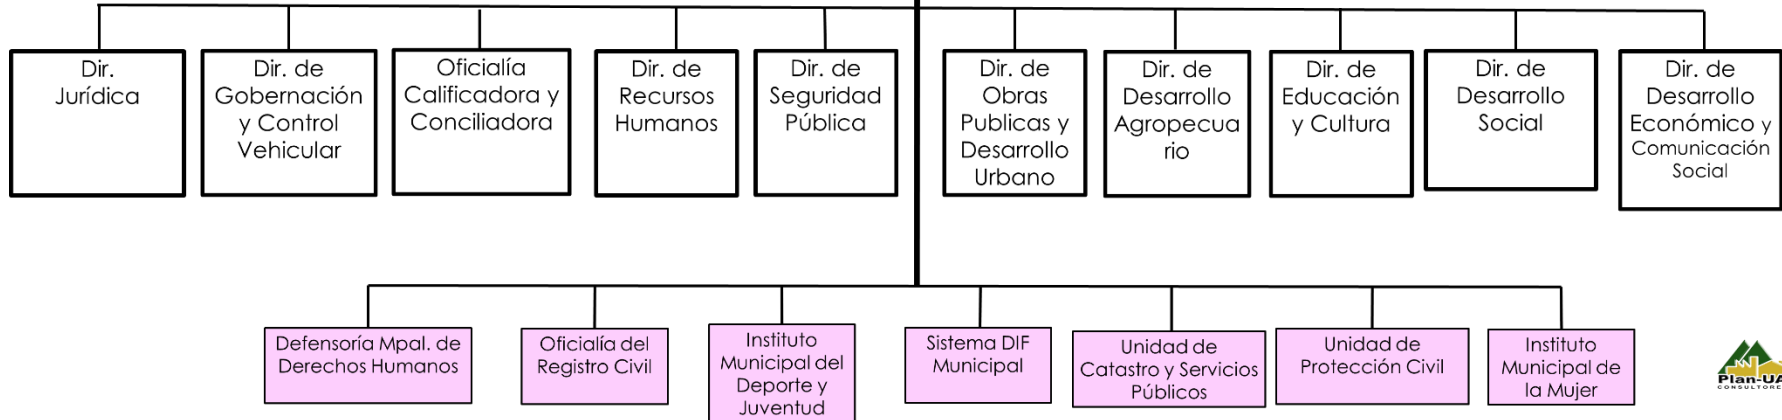 Dir.
Jurídica
Dir. de
Gobernación
y Control
Vehicular
Oficialía
Calificadora y
Conciliadora
Dir. de
Recursos
Humanos
Dir. de
Seguridad
Pública
Dir. de
Obras
Publicas y
Desarrollo
Urbano
Dir. de
Desarrollo
Agropecua
rio
Dir. de
Educación
y Cultura
Dir. de
Desarrollo
Social
Dir. de
Desarrollo
Económico y
Comunicación
Social
Defensoría Mpal. de
Derechos Humanos
Oficialía del
Registro Civil
Instituto
Municipal del
Deporte y
Juventud
Sistema DIF
Municipal
Unidad de
Catastro y Servicios
Públicos
Unidad de
Protección Civil
Instituto
Municipal de
la Mujer
Plan-UA
CONSULTORE